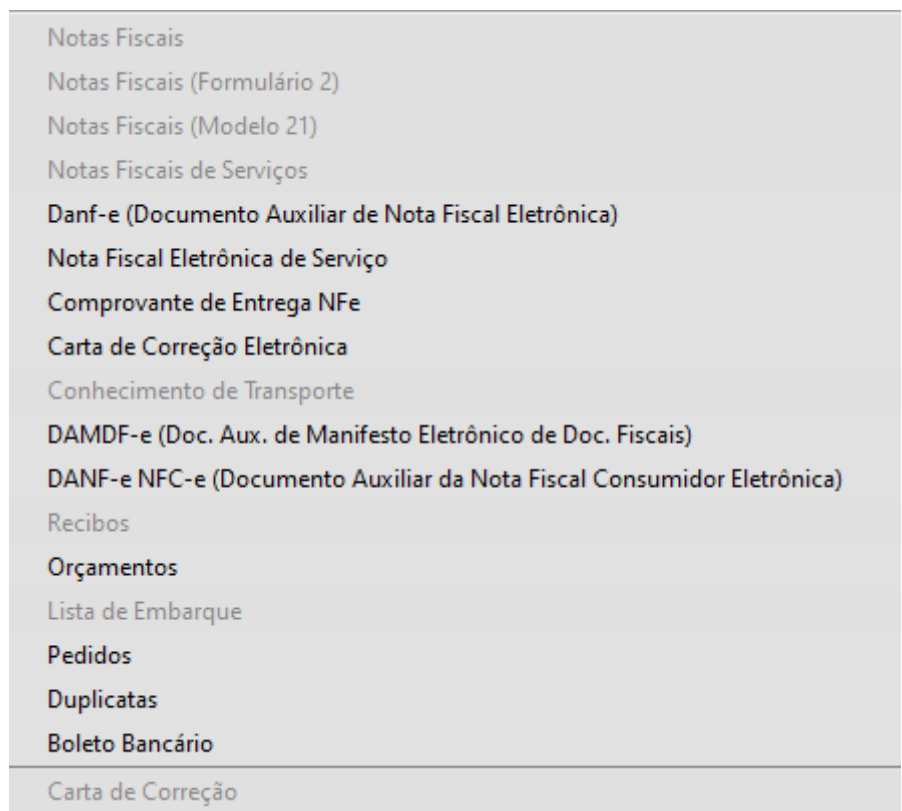 Notas Fiscais
Notas Fiscais (Formulário 2)
Notas Fiscais (Modelo 21)
Notas Fiscais de Serviços
Danf-e (Documento Auxiliar de Nota Fiscal Eletrônica)
Nota Fiscal Eletrônica de Serviço
Comprovante de Entrega NFe
Carta de Correção Eletrônica
Conhecimento de Transporte
DAMDF-e (Doc. Aux. de Manifesto Eletrônico de Doc. Fiscais)
DANF-e NFC-e (Documento Auxiliar da Nota Fiscal Consumidor Eletrônica)
Recibos
Orçamentos
Lista de Embarque
Pedidos
Duplicatas
Boleto Bancário
Carta de Correção